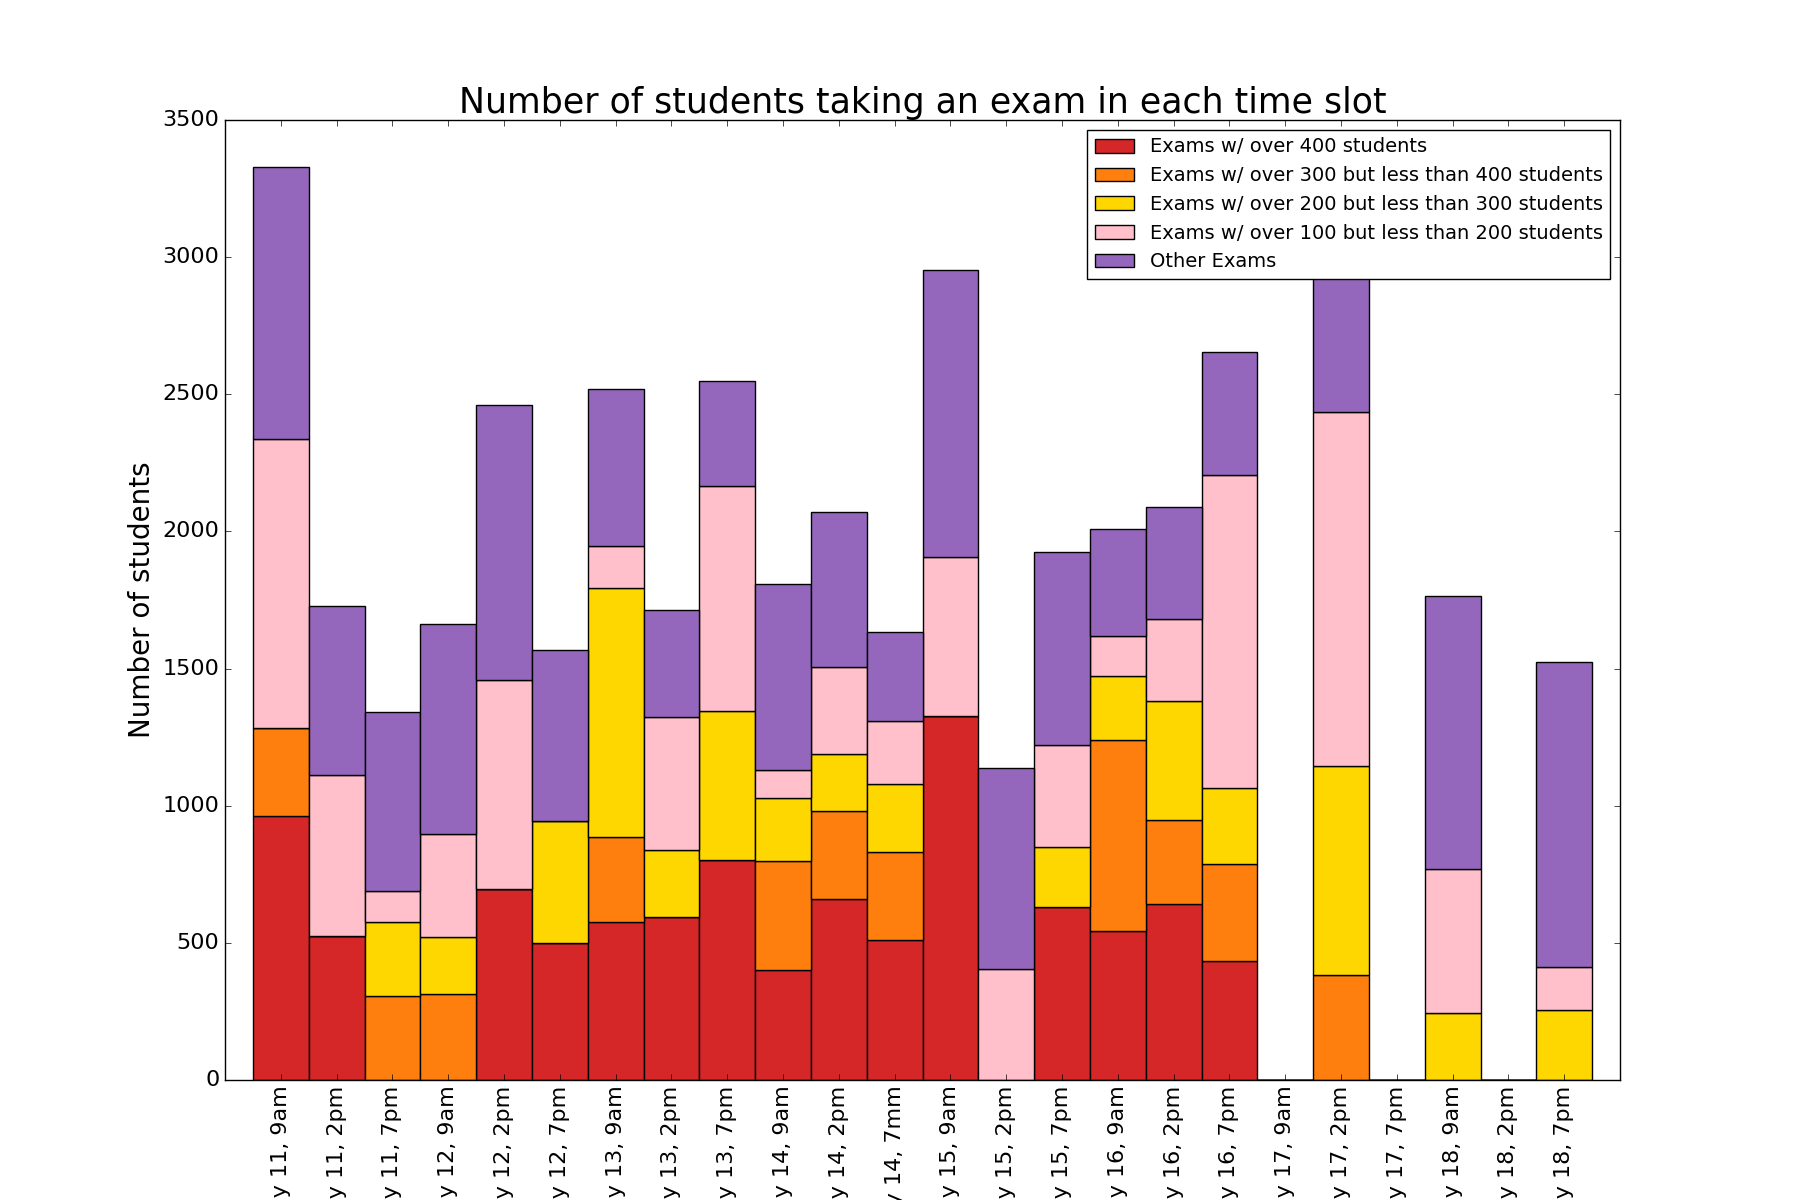 Number of students taking an exam in each time slot
Exams w/ over 400 students
Exams w/ over 300 but less than 400 students
Exams w/ over 200 but less than 300 students
Exams w/ over 100 but less than 200 students
Other Exams
Number of students
3500
3000
2500
2000
1500
1000
500
0
y 11, 9am
y 11, 2pm
y 11, 7pm
y 12, 9am
y 12, 2pm
y 12, 7pm
y 13, 9am
y 13, 2pm
y 13, 7pm
y 14, 9am
y 14, 2pm
y 14, 7mm
y 15, 9am
y 15, 2pm
y 15, 7pm
y 16, 9am
y 16, 2pm
y 16, 7pm
y 17, 9am
y 17, 2pm
y 17, 7pm
y 18, 9am
y 18, 2pm
y 18, 7pm